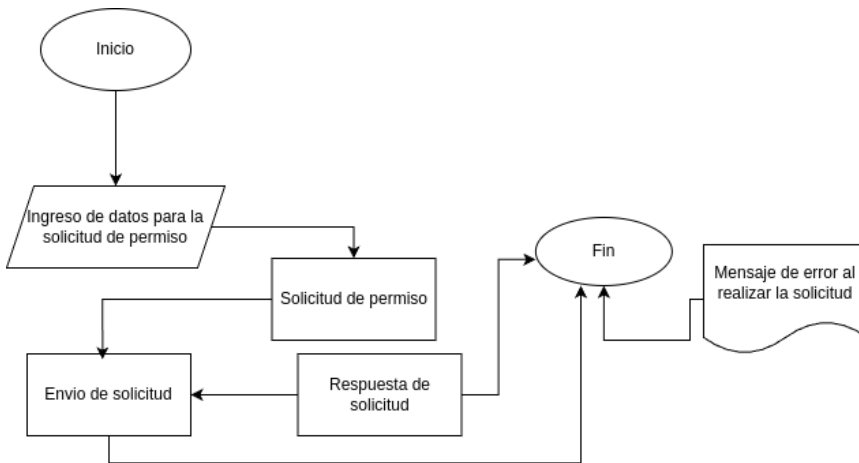 Inicio
Ingreso de datos para la
solicitud de permiso
Solicitud de permiso
Fin
Mensaje de error al
realizar la solicitud
Envio de solicitud
Respuesta de
solicitud